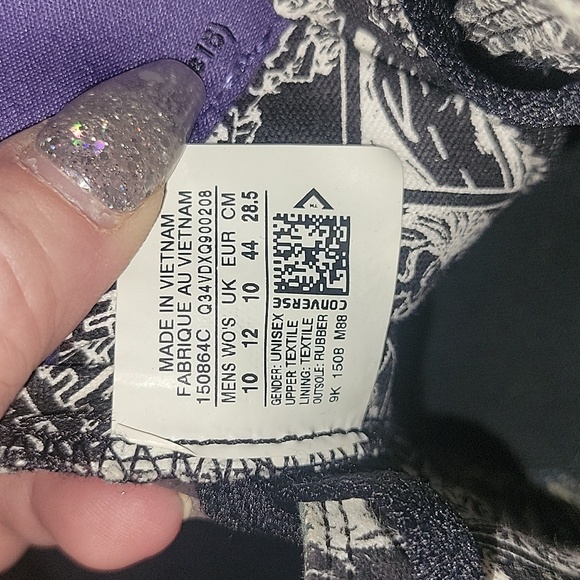 MADE IN VIETNAM
FABRIQUE AU VIETNAM
150864C Q34VDXQ900208
MENS WO'S UK EUR CM
10 12 10 44 28.5
GENDER: UNISEX
UPPER: TEXTILE
LINING: TEXTILE
OUTSOLE: RUBBER
9K 1508 M88
CONVERSE